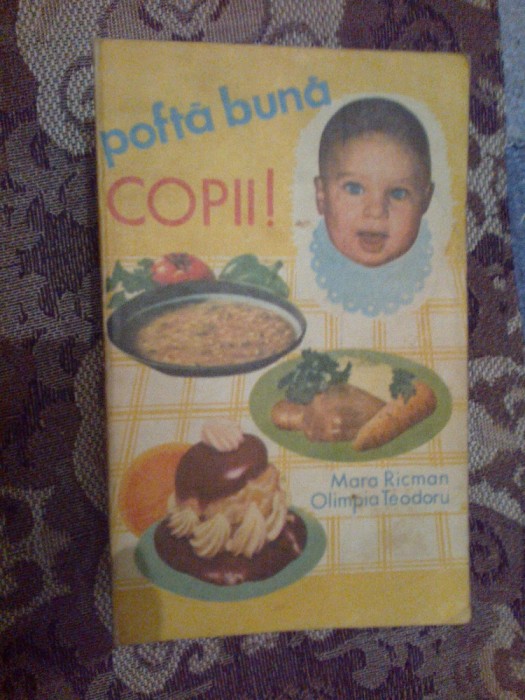 poftă bună
COPII!
Mara Ricman
Olimpia Teodoru